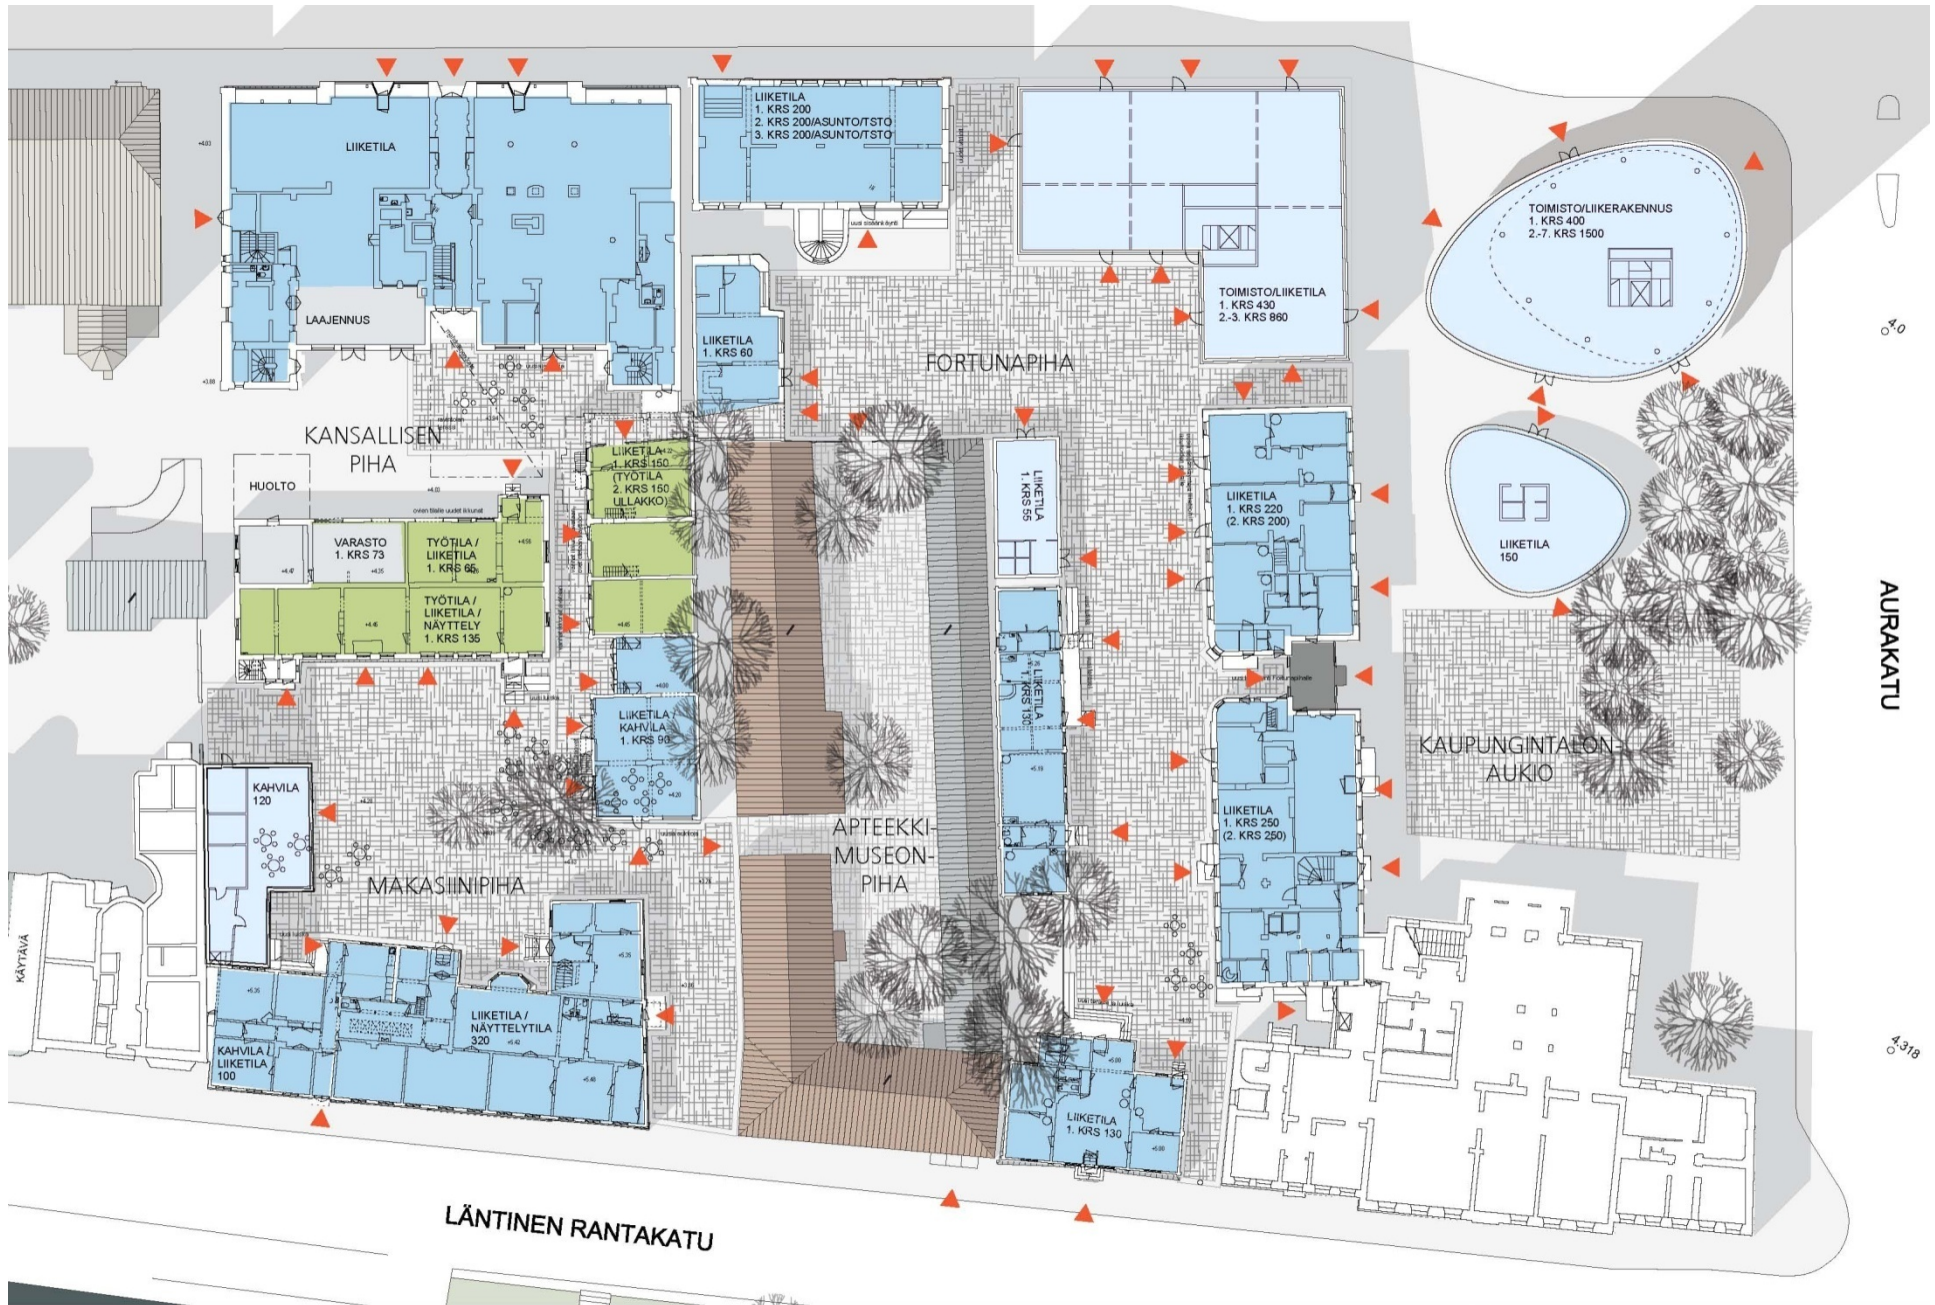 LIIKETILA
LAAJENNUS
LIIKETILA
1. KRS 200
2. KRS 200/ASUNTO/TSTO
3. KRS 200/ASUNTO/TSTO
TOIMISTO/LIIKERAKENNUS
1. KRS 400
2.-7. KRS 1500
TOIMISTO/LIIKETILA
1. KRS 430
2.-3. KRS 860
LIIKETILA
1. KRS 60
FORTUNAPIHA
4.0
KANSALLISEN
PIHA
HUOLTO
LIIKETILA
1. KRS 150
(TYÖTILA
2. KRS 150
ULLAKKO)
LIIKETILA
1. KRS 55
LIIKETILA
1. KRS 220
(2. KRS 200)
LIIKETILA
150
VARASTO
1. KRS 73
TYÖTILA /
LIIKETILA
1. KRS 65
TYÖTILA /
LIIKETILA /
NÄYTTELY
1. KRS 135
AURAKATU
LIIKETILA /
KAHVILA
1. KRS 90
LIIKETILA
1. KRS 130
KAUPUNGINTALON-
AUKIO
KAHVILA
120
LIIKETILA
1. KRS 250
(2. KRS 250)
APTEEKKI-
MUSEON-
PIHA
MAKASIINIPIHA
KÄYTÄVÄ
LIIKETILA /
NÄYTTELYTILA
320
KAHVILA /
LIIKETILA
100
LIIKETILA
1. KRS 130
4.318
LÄNTINEN RANTAKATU